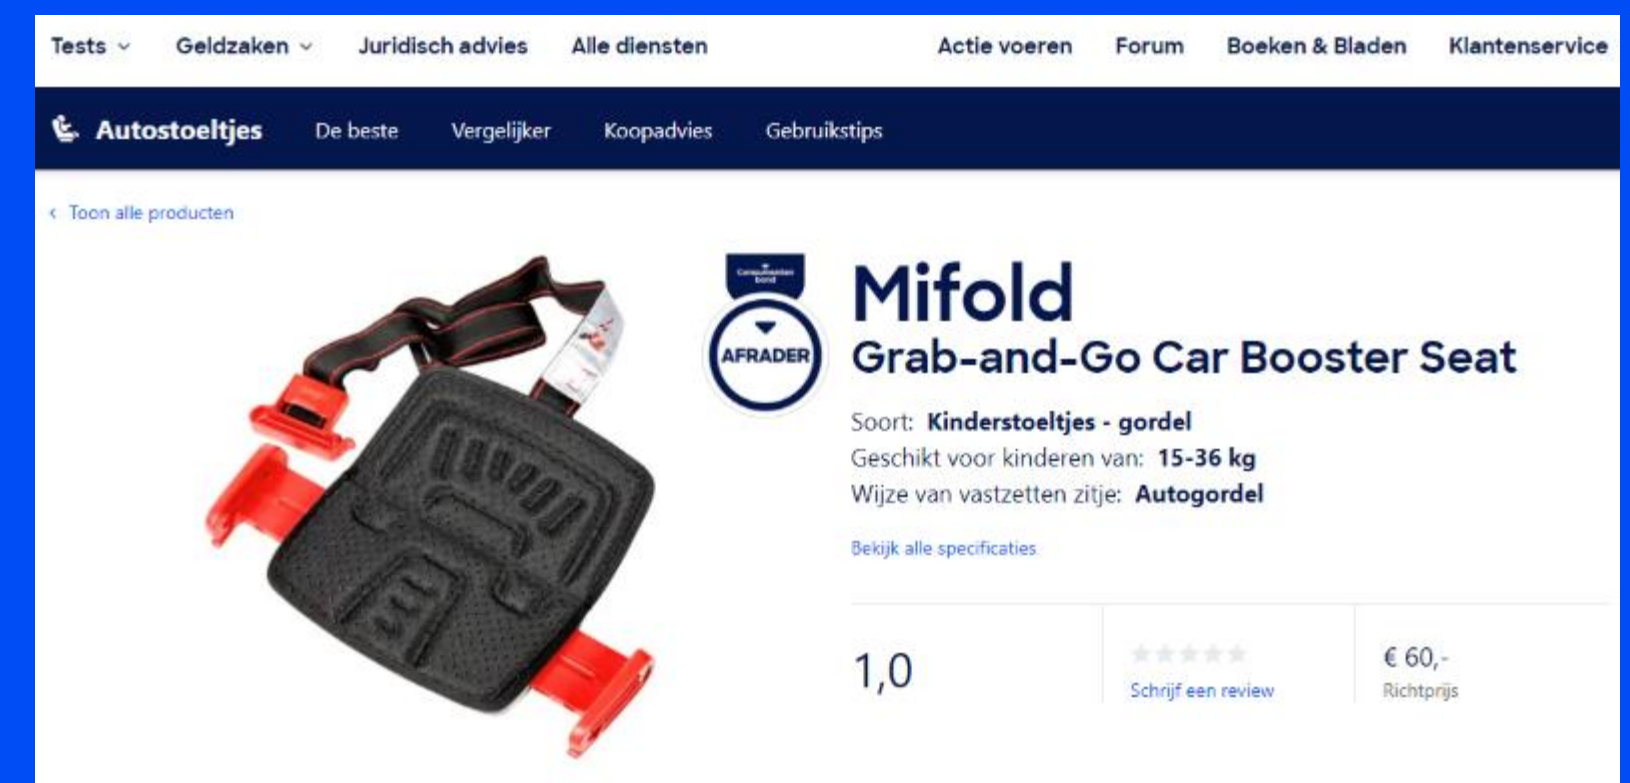 Tests
Geldzaken
Juridisch advies
Alle diensten
Actie voeren
Forum
Boeken & Bladen
Klantenservice
Autostoeltjes
De beste
Vergelijker
Koopadvies
Gebruikstips
‹ Toon alle producten
Consumenten
bond
AFRADER
Mifold
Grab-and-Go Car Booster Seat
Soort: Kinderstoeltjes - gordel
Geschikt voor kinderen van: 15-36 kg
Wijze van vastzetten zitje: Autogordel
Bekijk alle specificaties
1,0
Schrijf een review
€ 60,-
Richtprijs